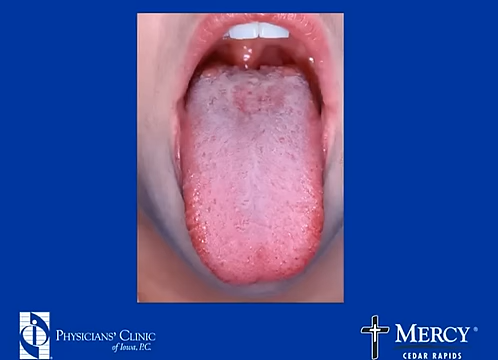 PHYSICIANS' CLINIC
of Iowa, P.C.
MERCY®
CEDAR RAPIDS